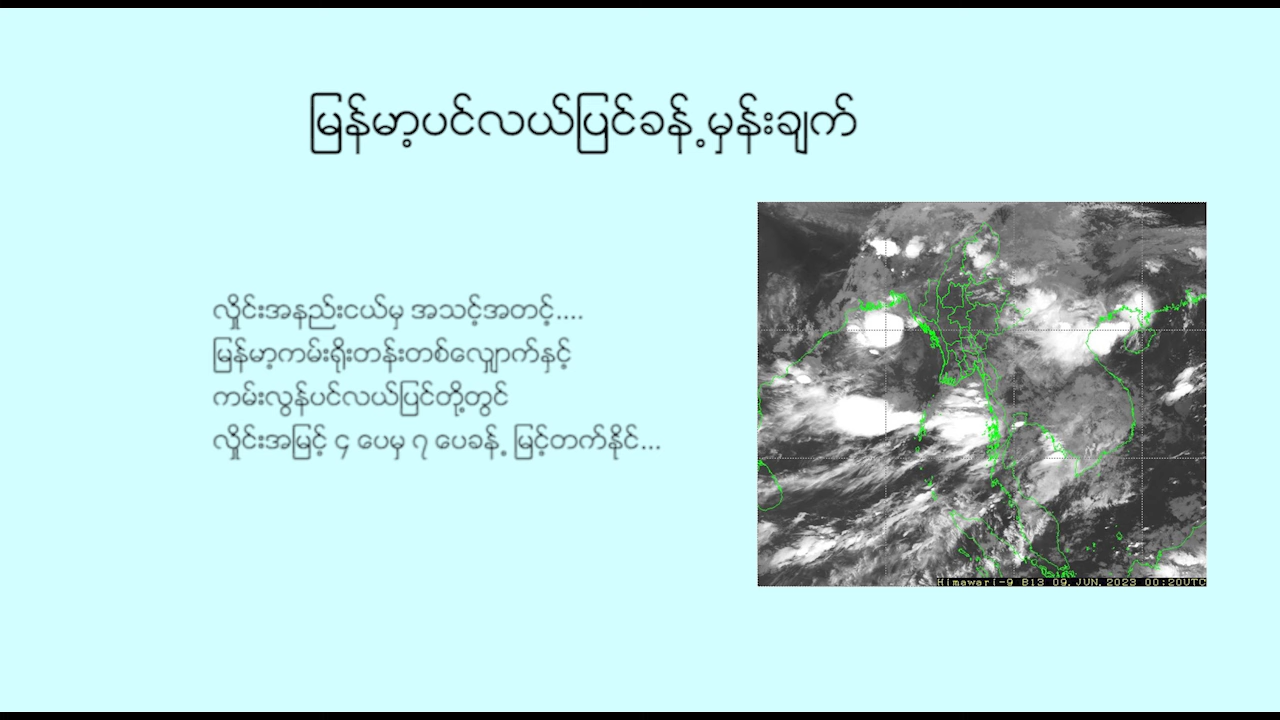 မြန်မာ့ပင်လယ်ပြင်ခန့်မှန်းချက်
လှိုင်းအနည်းငယ်မှ အသင့်အတင့်....
မြန်မာ့ကမ်းရိုးတန်းတစ်လျှောက်နှင့်
ကမ်းလွန်ပင်လယ်ပြင်တို့တွင်
လှိုင်းအမြင့် ၄ ပေမှ ၇ ပေခန့် မြင့်တက်နိုင်...
Himawari-9 B13 09.JUN.2023 00:20UTC